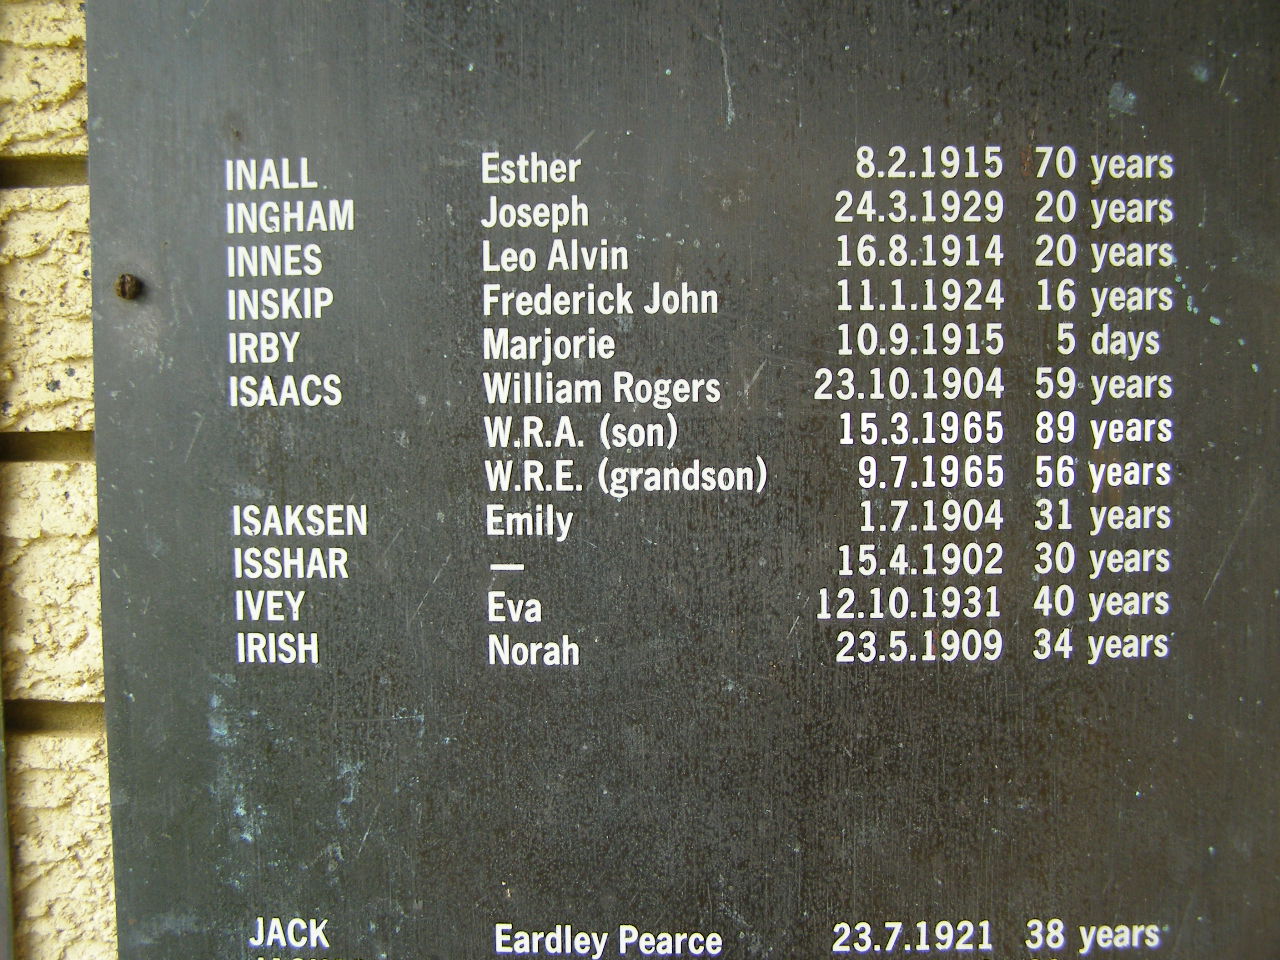 INALL Esther 8.2.1915 70 years
INGHAM Joseph 24.3.1929 20 years
INNES Leo Alvin 16.8.1914 20 years
INSKIP Frederick John 11.1.1924 16 years
IRBY Marjorie 10.9.1915 5 days
ISAACS William Rogers 23.10.1904 59 years
W.R.A. (son) 15.3.1965 89 years
W.R.E. (grandson) 9.7.1965 56 years
ISAKSEN Emily 1.7.1904 31 years
ISSHAR — 15.4.1902 30 years
IVEY Eva 12.10.1931 40 years
IRISH Norah 23.5.1909 34 years
JACK Eardley Pearce 23.7.1921 38 years